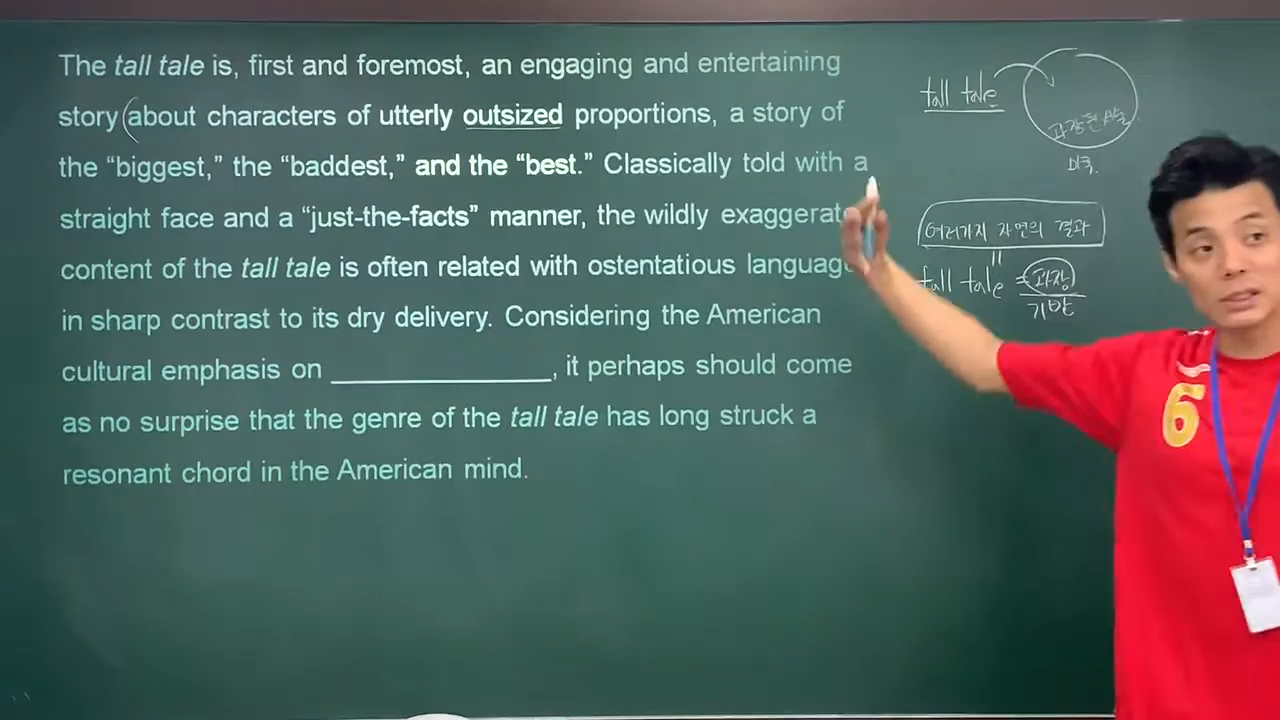 The tall tale is, first and foremost, an engaging and entertaining
story (about characters of utterly outsized proportions, a story of
the “biggest,” the “baddest,” and the “best.” Classically told with a
straight face and a “just-the-facts” manner, the wildly exaggerat
content of the tall tale is often related with ostentatious languag
in sharp contrast to its dry delivery. Considering the American
cultural emphasis on ______________, it perhaps should come
as no surprise that the genre of the tall tale has long struck a
resonant chord in the American mind.
tall tale
과장된
미국.
여러가지 자연의 결과
=
tall tale = 과장
기반
6